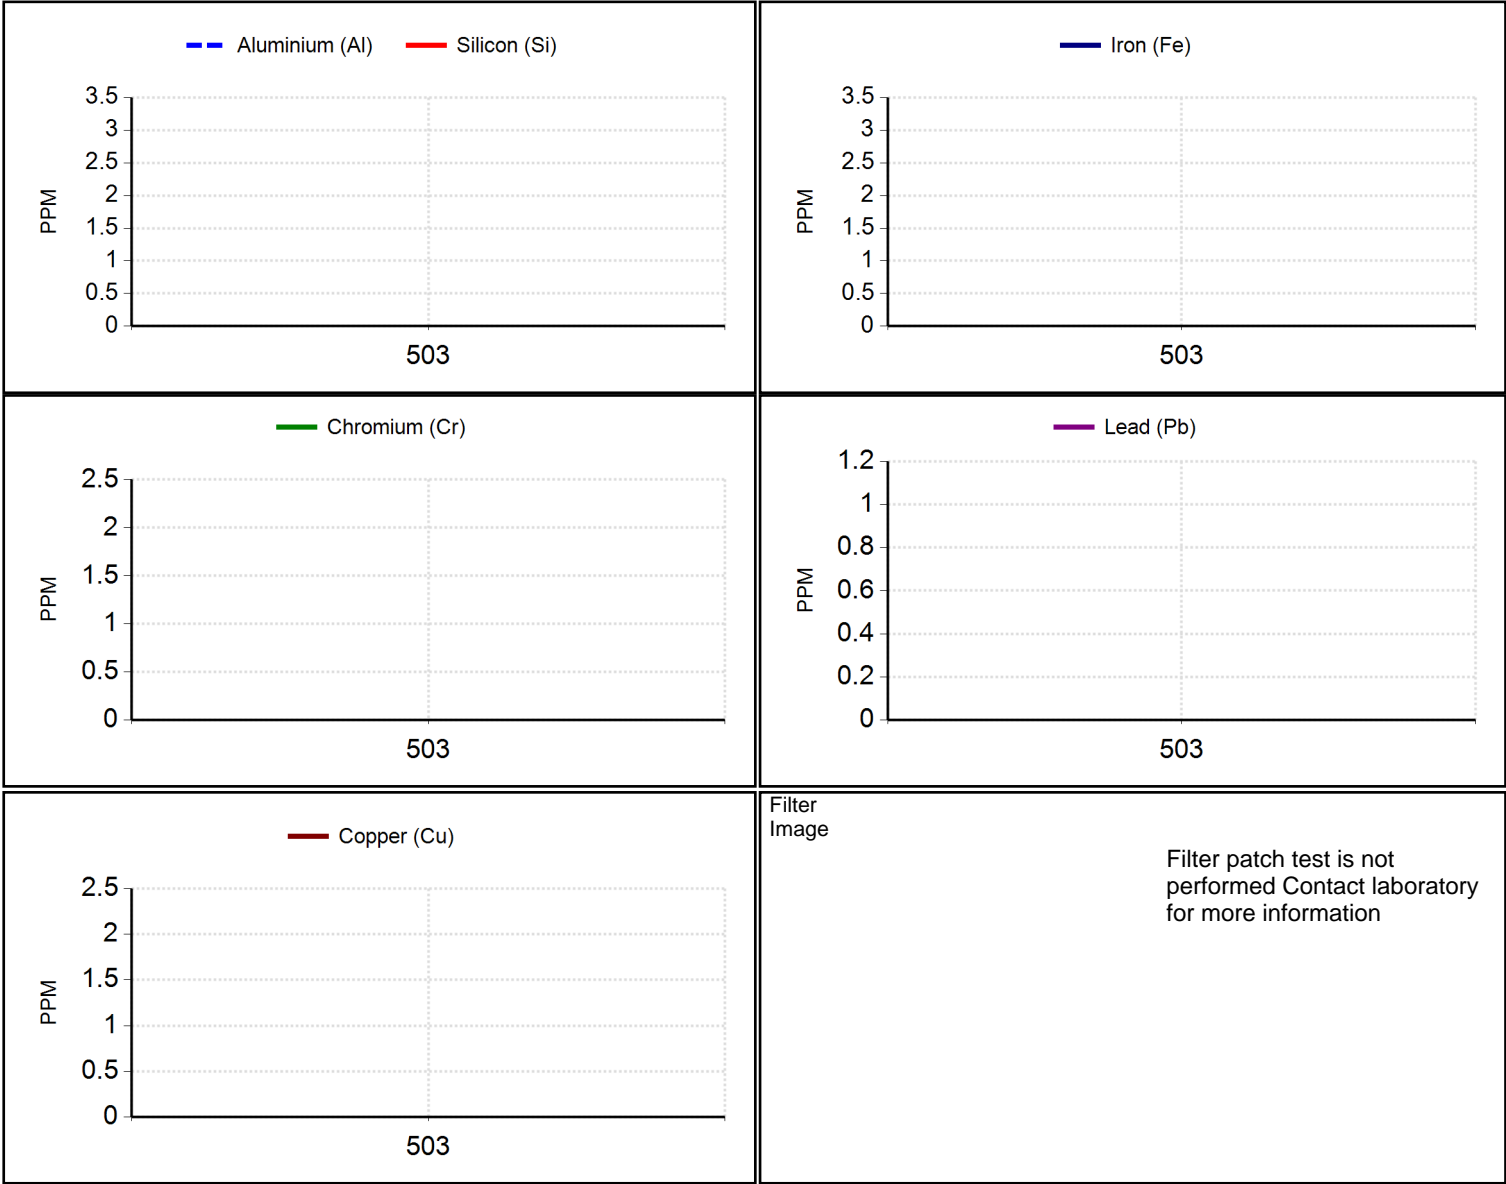 Aluminium (Al) Silicon (Si)
3.5
3
2.5
2
1.5
1
0.5
0
PPM
503
Iron (Fe)
3.5
3
2.5
2
1.5
1
0.5
0
PPM
503
Chromium (Cr)
2.5
2
1.5
1
0.5
0
PPM
503
Lead (Pb)
1.2
1
0.8
0.6
0.4
0.2
0
PPM
503
Copper (Cu)
2.5
2
1.5
1
0.5
0
PPM
503
Filter
Image
Filter patch test is not
performed Contact laboratory
for more information